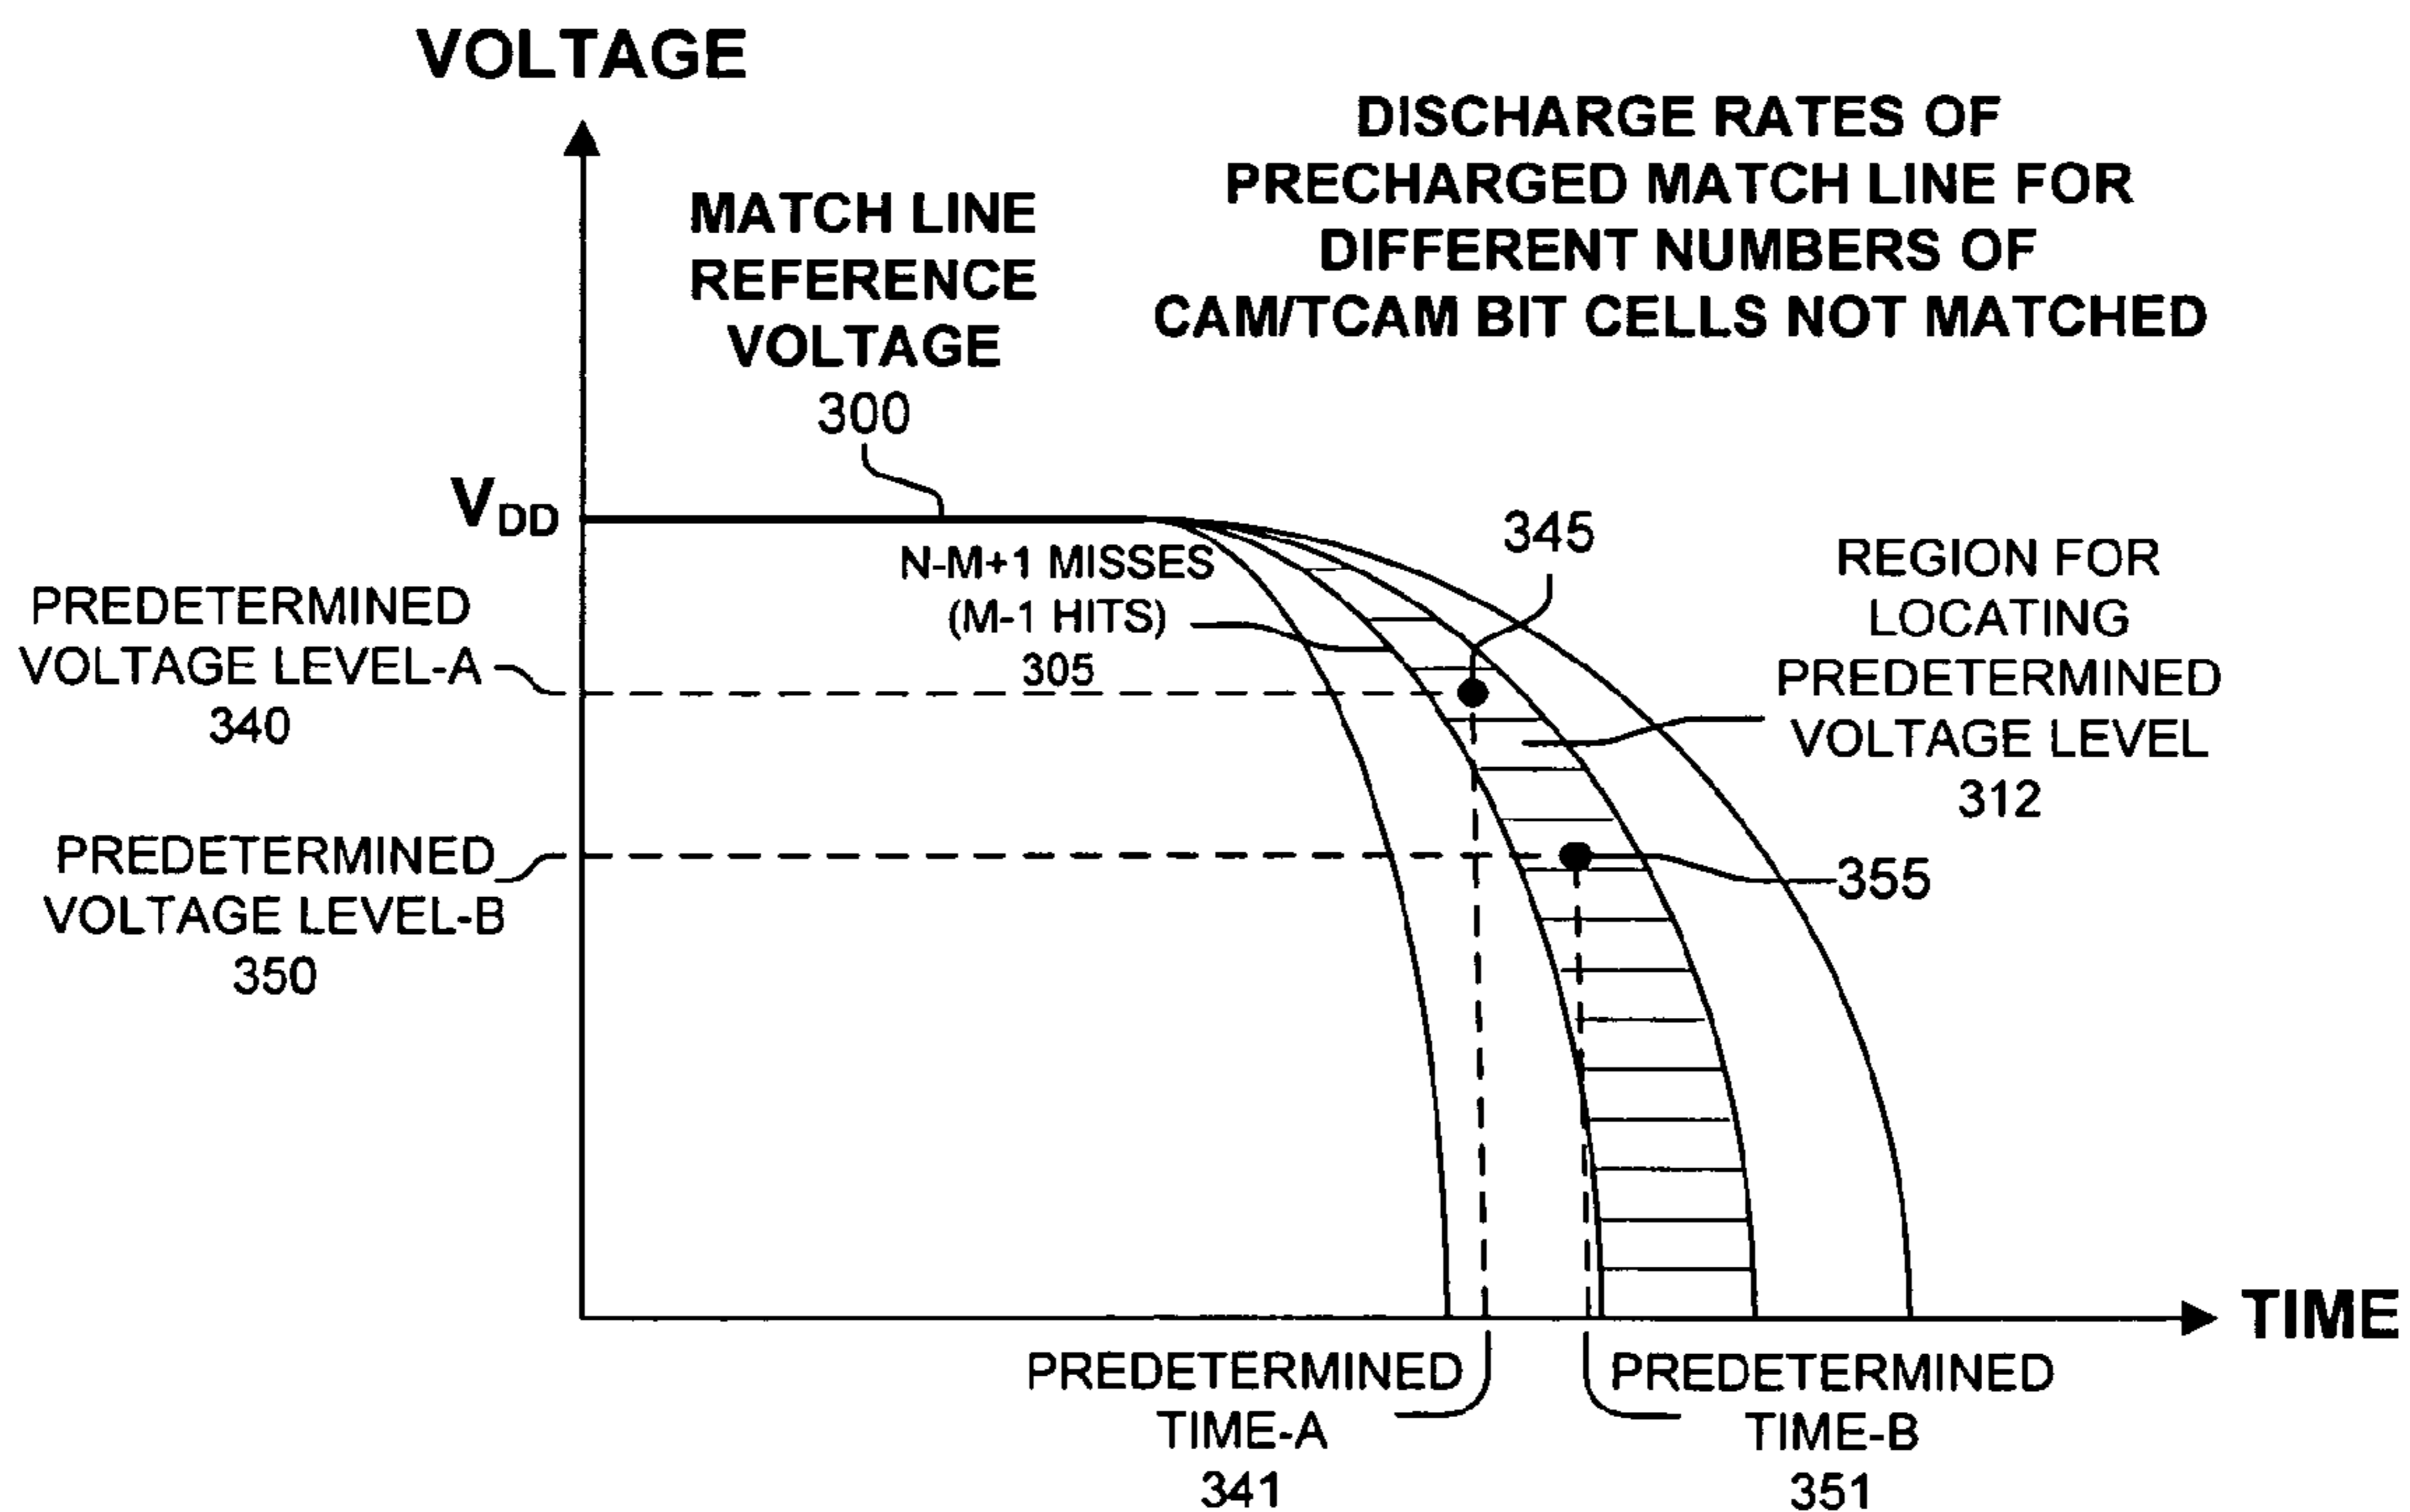 VOLTAGE
DISCHARGE RATES OF
PRECHARGED MATCH LINE FOR
DIFFERENT NUMBERS OF
CAM/TCAM BIT CELLS NOT MATCHED
MATCH LINE
REFERENCE
VOLTAGE
300
VDD
N-M+1 MISSES
(M-1 HITS)
305
345
REGION FOR
LOCATING
PREDETERMINED
VOLTAGE LEVEL
312
PREDETERMINED
VOLTAGE LEVEL-A
340
PREDETERMINED
VOLTAGE LEVEL-B
350
355
TIME
PREDETERMINED
TIME-A
341
PREDETERMINED
TIME-B
351